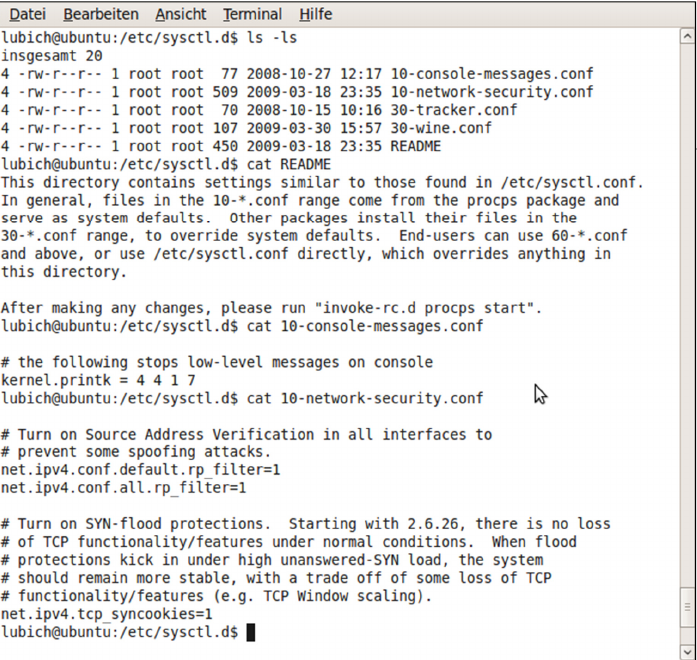 Datei Bearbeiten Ansicht Terminal Hilfe
lubich@ubuntu:/etc/sysctl.d$ ls -ls
insgesamt 20
4 -rw-r--r-- 1 root root  77 2008-10-27 12:17 10-console-messages.conf
4 -rw-r--r-- 1 root root 509 2009-03-18 23:35 10-network-security.conf
4 -rw-r--r-- 1 root root  70 2008-10-15 10:16 30-tracker.conf
4 -rw-r--r-- 1 root root 107 2009-03-30 15:57 30-wine.conf
4 -rw-r--r-- 1 root root 450 2009-03-18 23:35 README
lubich@ubuntu:/etc/sysctl.d$ cat README
This directory contains settings similar to those found in /etc/sysctl.conf.
In general, files in the 10-*.conf range come from the procps package and
serve as system defaults.  Other packages install their files in the
30-*.conf range, to override system defaults.  End-users can use 60-*.conf
and above, or use /etc/sysctl.conf directly, which overrides anything in
this directory.

After making any changes, please run "invoke-rc.d procps start".
lubich@ubuntu:/etc/sysctl.d$ cat 10-console-messages.conf

# the following stops low-level messages on console
kernel.printk = 4 4 1 7
lubich@ubuntu:/etc/sysctl.d$ cat 10-network-security.conf

# Turn on Source Address Verification in all interfaces to
# prevent some spoofing attacks.
net.ipv4.conf.default.rp_filter=1
net.ipv4.conf.all.rp_filter=1

# Turn on SYN-flood protections.  Starting with 2.6.26, there is no loss
# of TCP functionality/features under normal conditions.  When flood
# protections kick in under high unanswered-SYN load, the system
# should remain more stable, with a trade off of some loss of TCP
# functionality/features (e.g. TCP Window scaling).
net.ipv4.tcp_syncookies=1
lubich@ubuntu:/etc/sysctl.d$